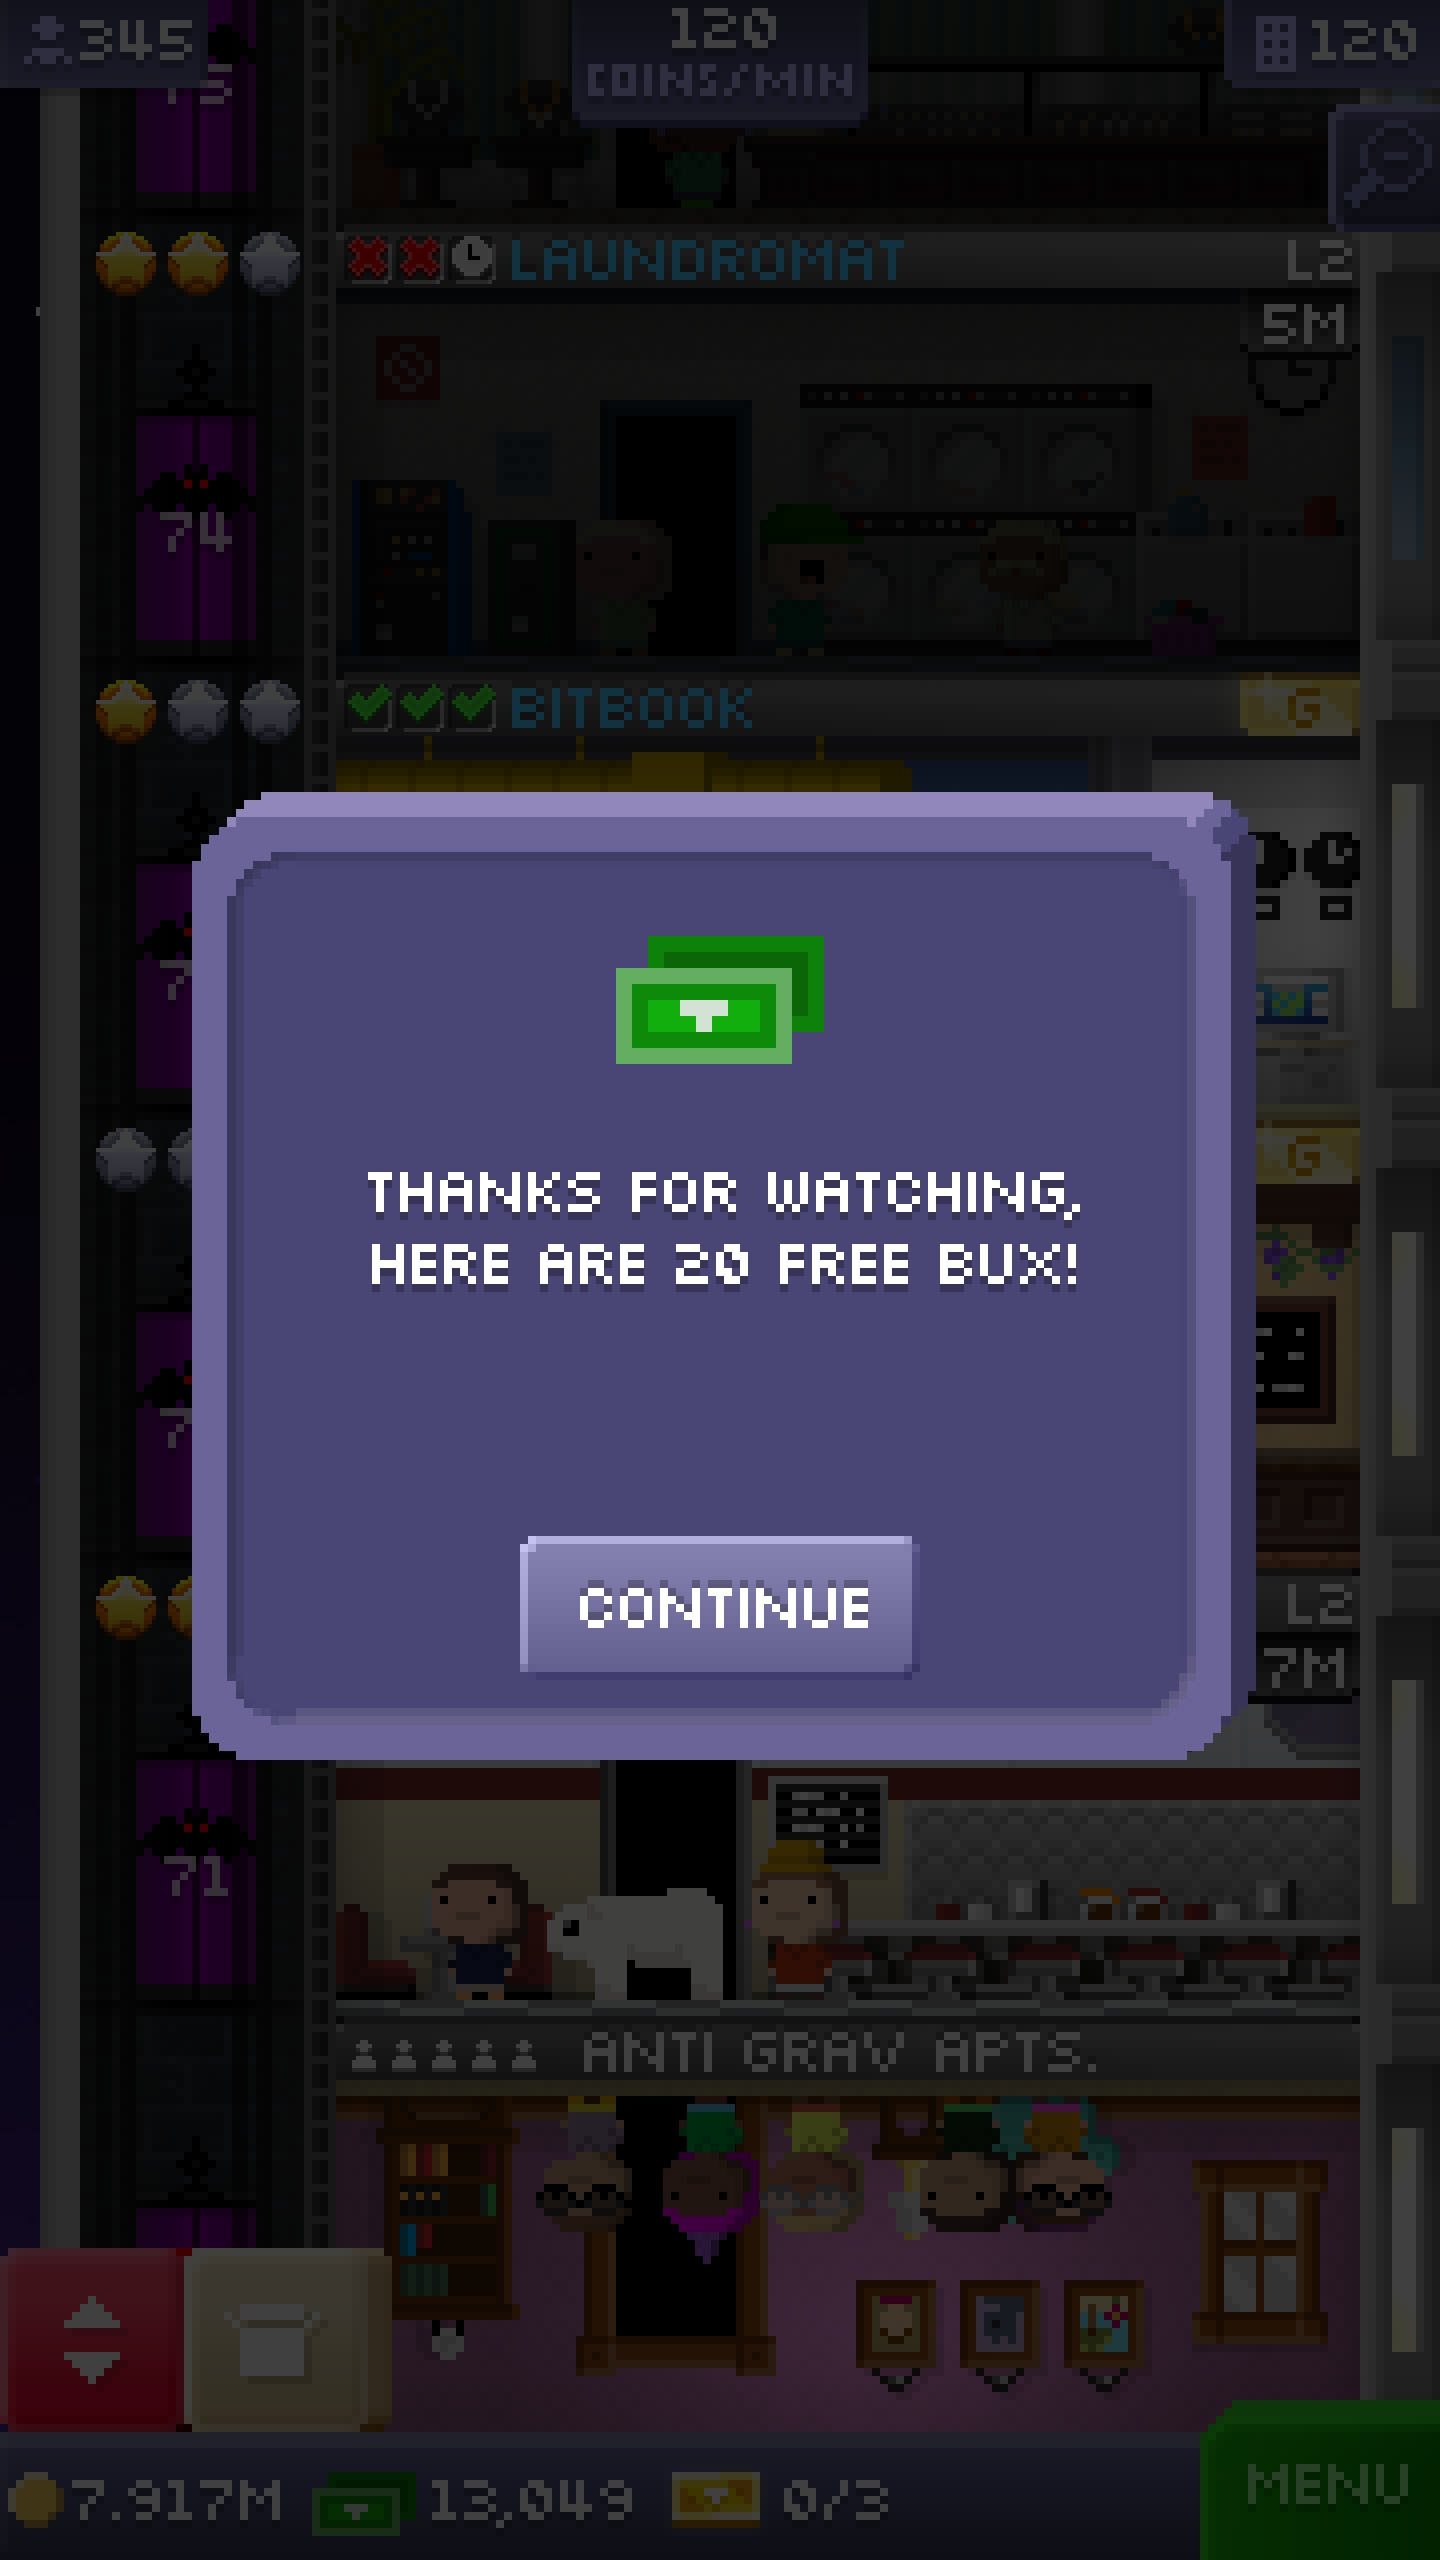 345
120
COINS/MIN
120
75
LAUNDROMAT
L2
5M
74
BITBOOK
G
THANKS FOR WATCHING,
HERE ARE 20 FREE BUX!
G
CONTINUE
L2
7M
71
ANTI GRAV APTS.
7.917M
13,049
0/3
MENU